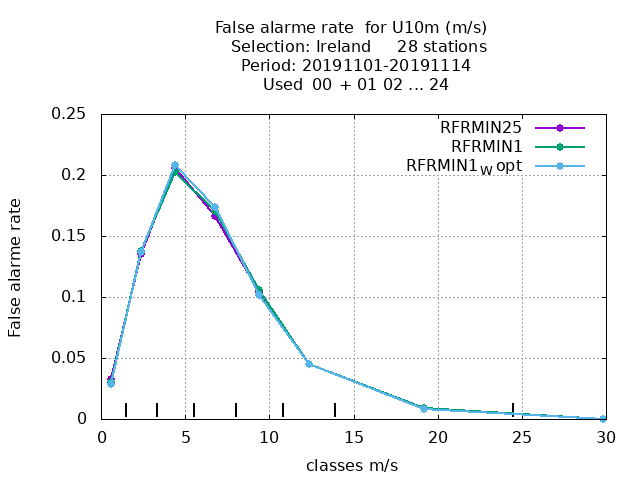 False alarme rate  for U10m (m/s)
Selection: Ireland     28 stations
Period: 20191101-20191114
Used  00 + 01 02 ... 24
RFRMIN25
RFRMIN1
RFRMIN1W opt
False alarme rate
0.25
0.2
0.15
0.1
0.05
0
0 5 10 15 20 25 30
classes m/s